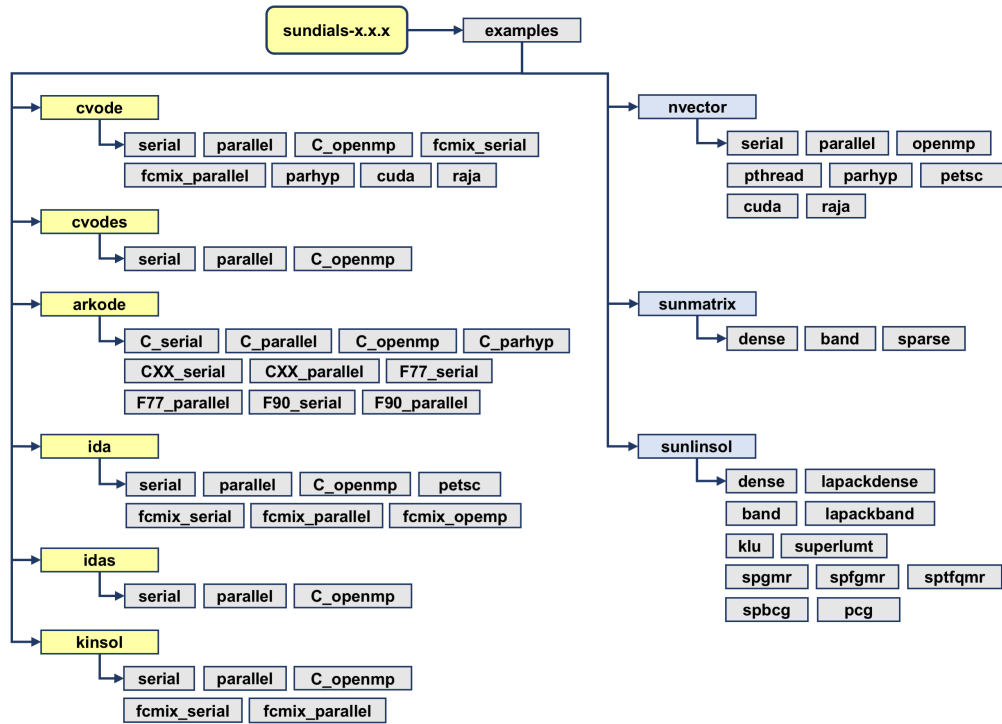 sundials-x.x.x examples
cvode
serial parallel C_openmp fcmix_serial
fcmix_parallel parhyp cuda raja
cvodes
serial parallel C_openmp
arkode
C_serial C_parallel C_openmp C_parhyp
CXX_serial CXX_parallel F77_serial
F77_parallel F90_serial F90_parallel
ida
serial parallel C_openmp petsc
fcmix_serial fcmix_parallel fcmix_opemp
idas
serial parallel C_openmp
kinsol
serial parallel C_openmp
fcmix_serial fcmix_parallel
nvector
serial parallel openmp
pthread parhyp petsc
cuda raja
sunmatrix
dense band sparse
sunlinsol
dense lapackdense
band lapackband
klu superlumt
spgmr spfgmr sptfqmr
spbcg pcg